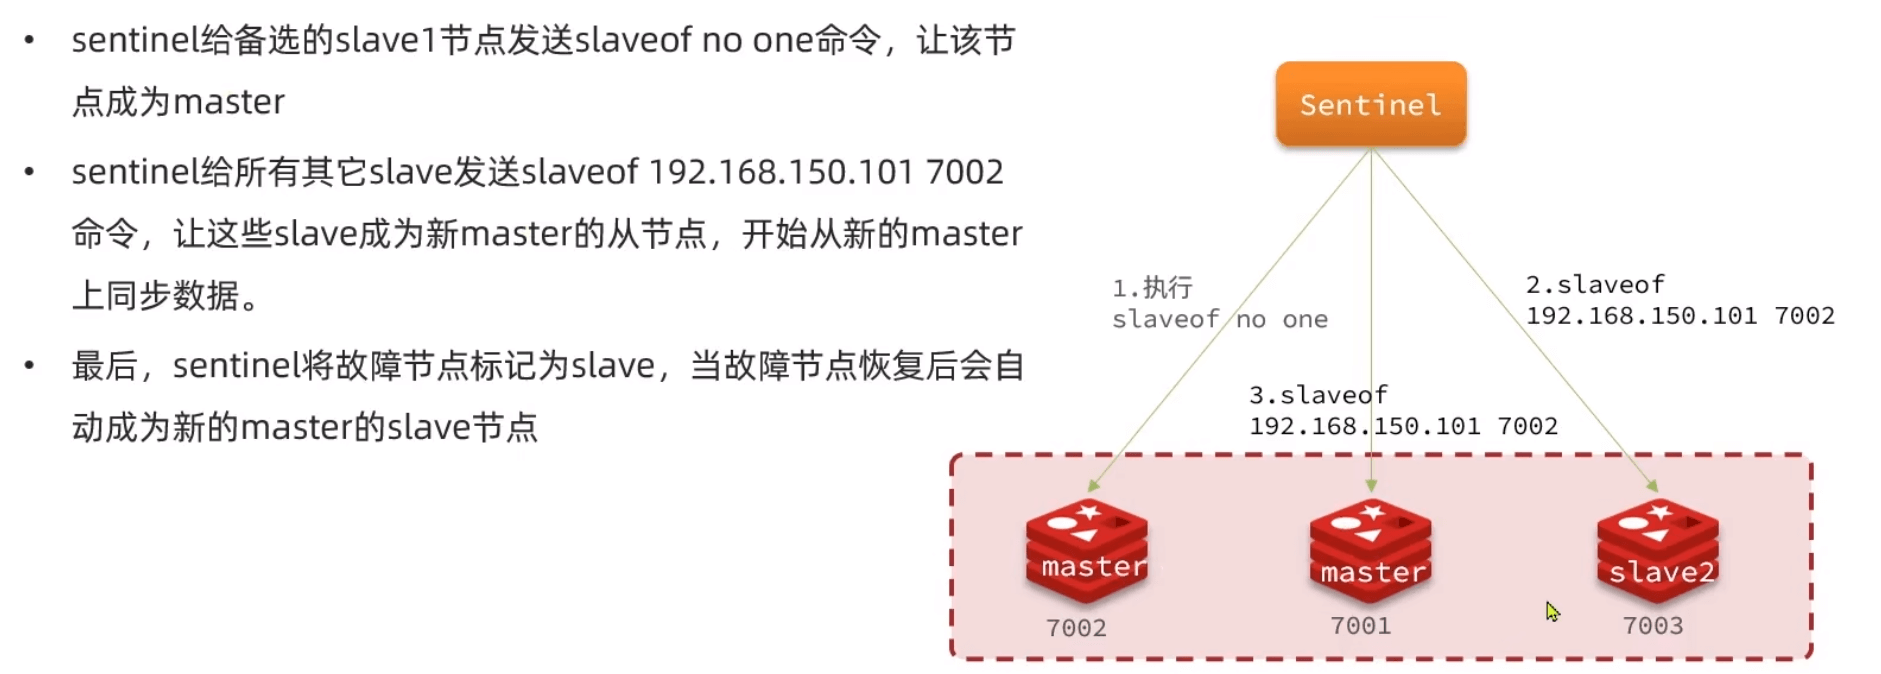 • sentinel给备选的slave1节点发送slaveof no one命令，让该节
点成为master
• sentinel给所有其它slave发送slaveof 192.168.150.101 7002
命令，让这些slave成为新master的从节点，开始从新的master
上同步数据。
• 最后，sentinel将故障节点标记为slave，当故障节点恢复后会自
动成为新的master的slave节点
Sentinel
1.执行
slaveof no one
2.slaveof
192.168.150.101 7002
3.slaveof
192.168.150.101 7002
master
master
slave2
7002
7001
7003